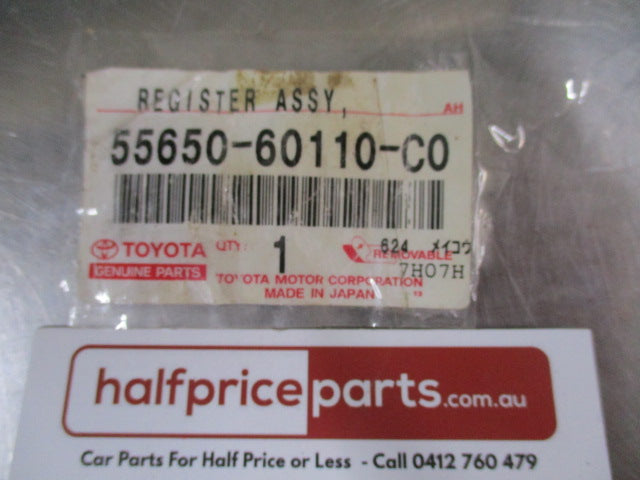 REGISTER ASSY,
AH
55650-60110-C0
TOYOTA
GENUINE PARTS
QTY: 1
624 メイコウ
REMOVABLE
7H07H
TOYOTA MOTOR CORPORATION
MADE IN JAPAN
halfpriceparts.com.au
Car Parts For Half Price or Less - Call 0412 760 479